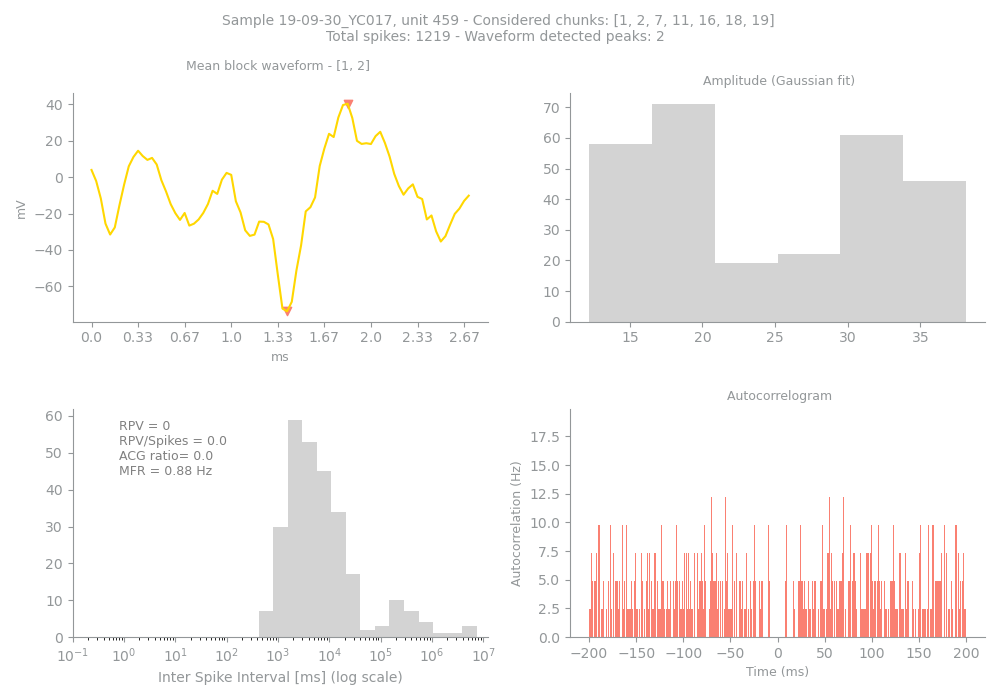 Sample 19-09-30_YC017, unit 459 - Considered chunks: [1, 2, 7, 11, 16, 18, 19]
Total spikes: 1219 - Waveform detected peaks: 2
Mean block waveform - [1, 2]
40
20
0
−20
−40
−60
mV
0.0 0.33 0.67 1.0 1.33 1.67 2.0 2.33 2.67
ms
Amplitude (Gaussian fit)
70
60
50
40
30
20
10
0
15 20 25 30 35
60
50
40
30
20
10
0
RPV = 0
RPV/Spikes = 0.0
ACG ratio= 0.0
MFR = 0.88 Hz
10⁻¹ 10⁰ 10¹ 10² 10³ 10⁴ 10⁵ 10⁶ 10⁷
Inter Spike Interval [ms] (log scale)
Autocorrelogram
17.5
15.0
12.5
10.0
7.5
5.0
2.5
0.0
Autocorrelation (Hz)
−200 −150 −100 −50 0 50 100 150 200
Time (ms)